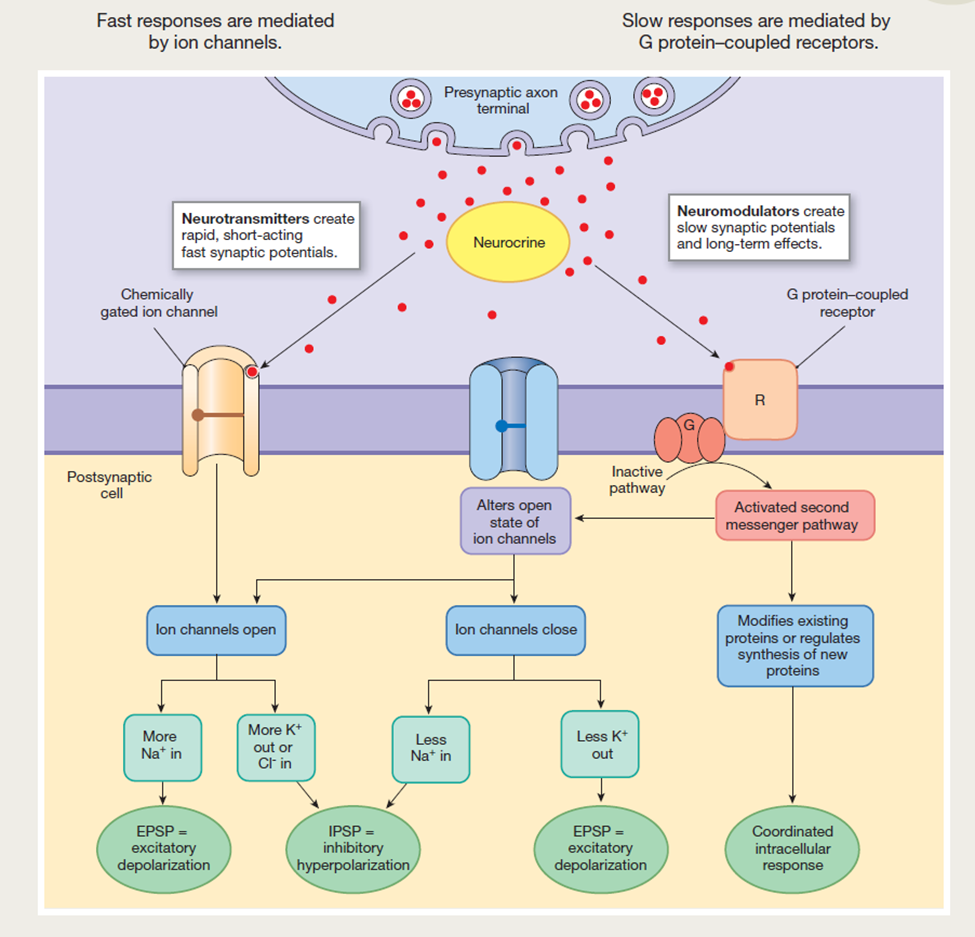 Fast responses are mediated
by ion channels.
Slow responses are mediated by
G protein–coupled receptors.
Presynaptic axon
terminal
Neurotransmitters create
rapid, short-acting
fast synaptic potentials.
Neurocrine
Neuromodulators create
slow synaptic potentials
and long-term effects.
Chemically
gated ion channel
G protein–coupled
receptor
R
G
Postsynaptic
cell
Inactive
pathway
Alters open
state of
ion channels
Activated second
messenger pathway
Ion channels open
Ion channels close
Modifies existing
proteins or regulates
synthesis of new
proteins
More
Na⁺ in
More K⁺
out or
Cl⁻ in
Less
Na⁺ in
Less K⁺
out
EPSP =
excitatory
depolarization
IPSP =
inhibitory
hyperpolarization
EPSP =
excitatory
depolarization
Coordinated
intracellular
response